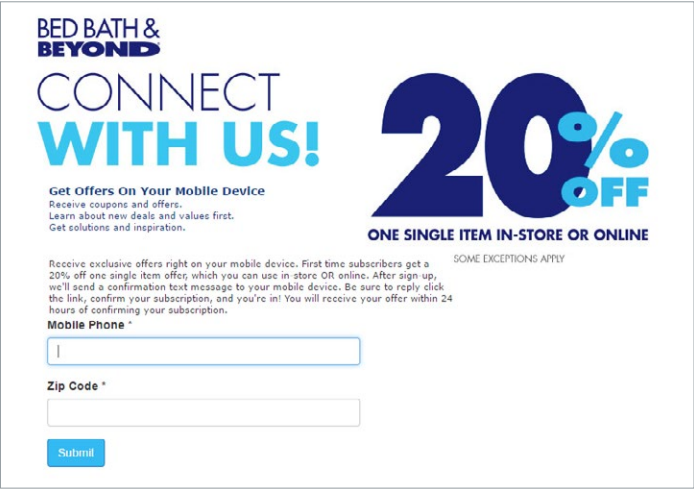 BED BATH &
BEYOND
CONNECT
WITH US!
20% OFF
ONE SINGLE ITEM IN-STORE OR ONLINE
SOME EXCEPTIONS APPLY
Get Offers On Your Mobile Device
Receive coupons and offers.
Learn about new deals and values first.
Get solutions and inspiration.
Receive exclusive offers right on your mobile device. First time subscribers get a
20% off one single item offer, which you can use in-store OR online. After sign-up,
we'll send a confirmation text message to your mobile device. Be sure to reply click
the link, confirm your subscription, and you're in! You will receive your offer within 24
hours of confirming your subscription.
Mobile Phone *
Zip Code *
Submit